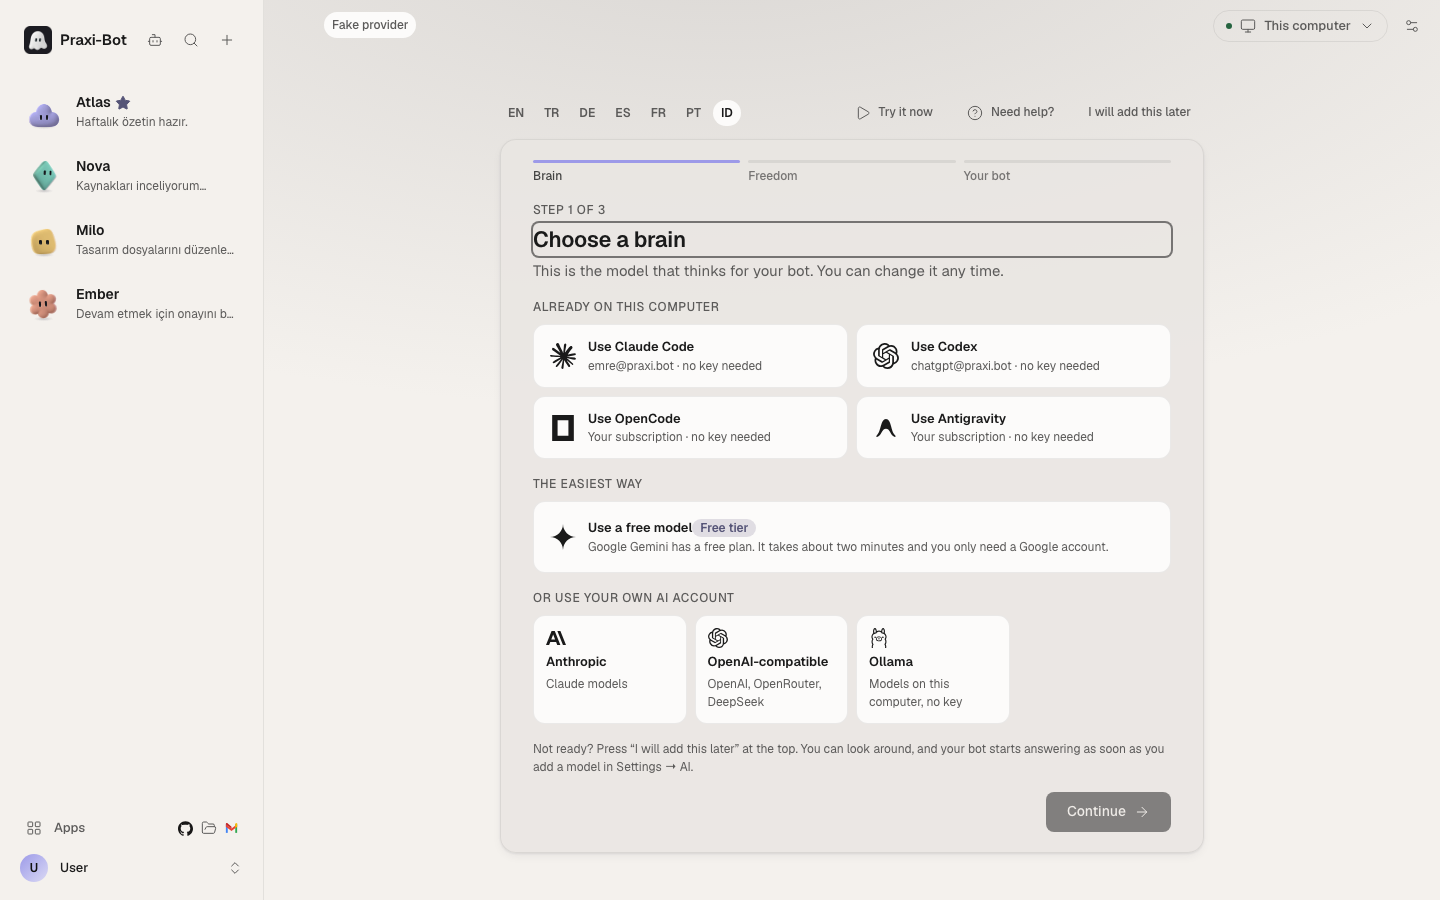 Praxi-Bot
Atlas
Haftalık özetin hazır.
Nova
Kaynakları inceliyorum...
Milo
Tasarım dosyalarını düzenle...
Ember
Devam etmek için onayını b...
Apps
U
User
Fake provider
This computer
EN TR DE ES FR PT ID
Try it now
Need help?
I will add this later
Brain
Freedom
Your bot
STEP 1 OF 3
Choose a brain
This is the model that thinks for your bot. You can change it any time.
ALREADY ON THIS COMPUTER
Use Claude Code
emre@praxi.bot · no key needed
Use Codex
chatgpt@praxi.bot · no key needed
Use OpenCode
Your subscription · no key needed
Use Antigravity
Your subscription · no key needed
THE EASIEST WAY
Use a free model Free tier
Google Gemini has a free plan. It takes about two minutes and you only need a Google account.
OR USE YOUR OWN AI ACCOUNT
Anthropic
Claude models
OpenAI-compatible
OpenAI, OpenRouter,
DeepSeek
Ollama
Models on this
computer, no key
Not ready? Press “I will add this later” at the top. You can look around, and your bot starts answering as soon as you
add a model in Settings → AI.
Continue →